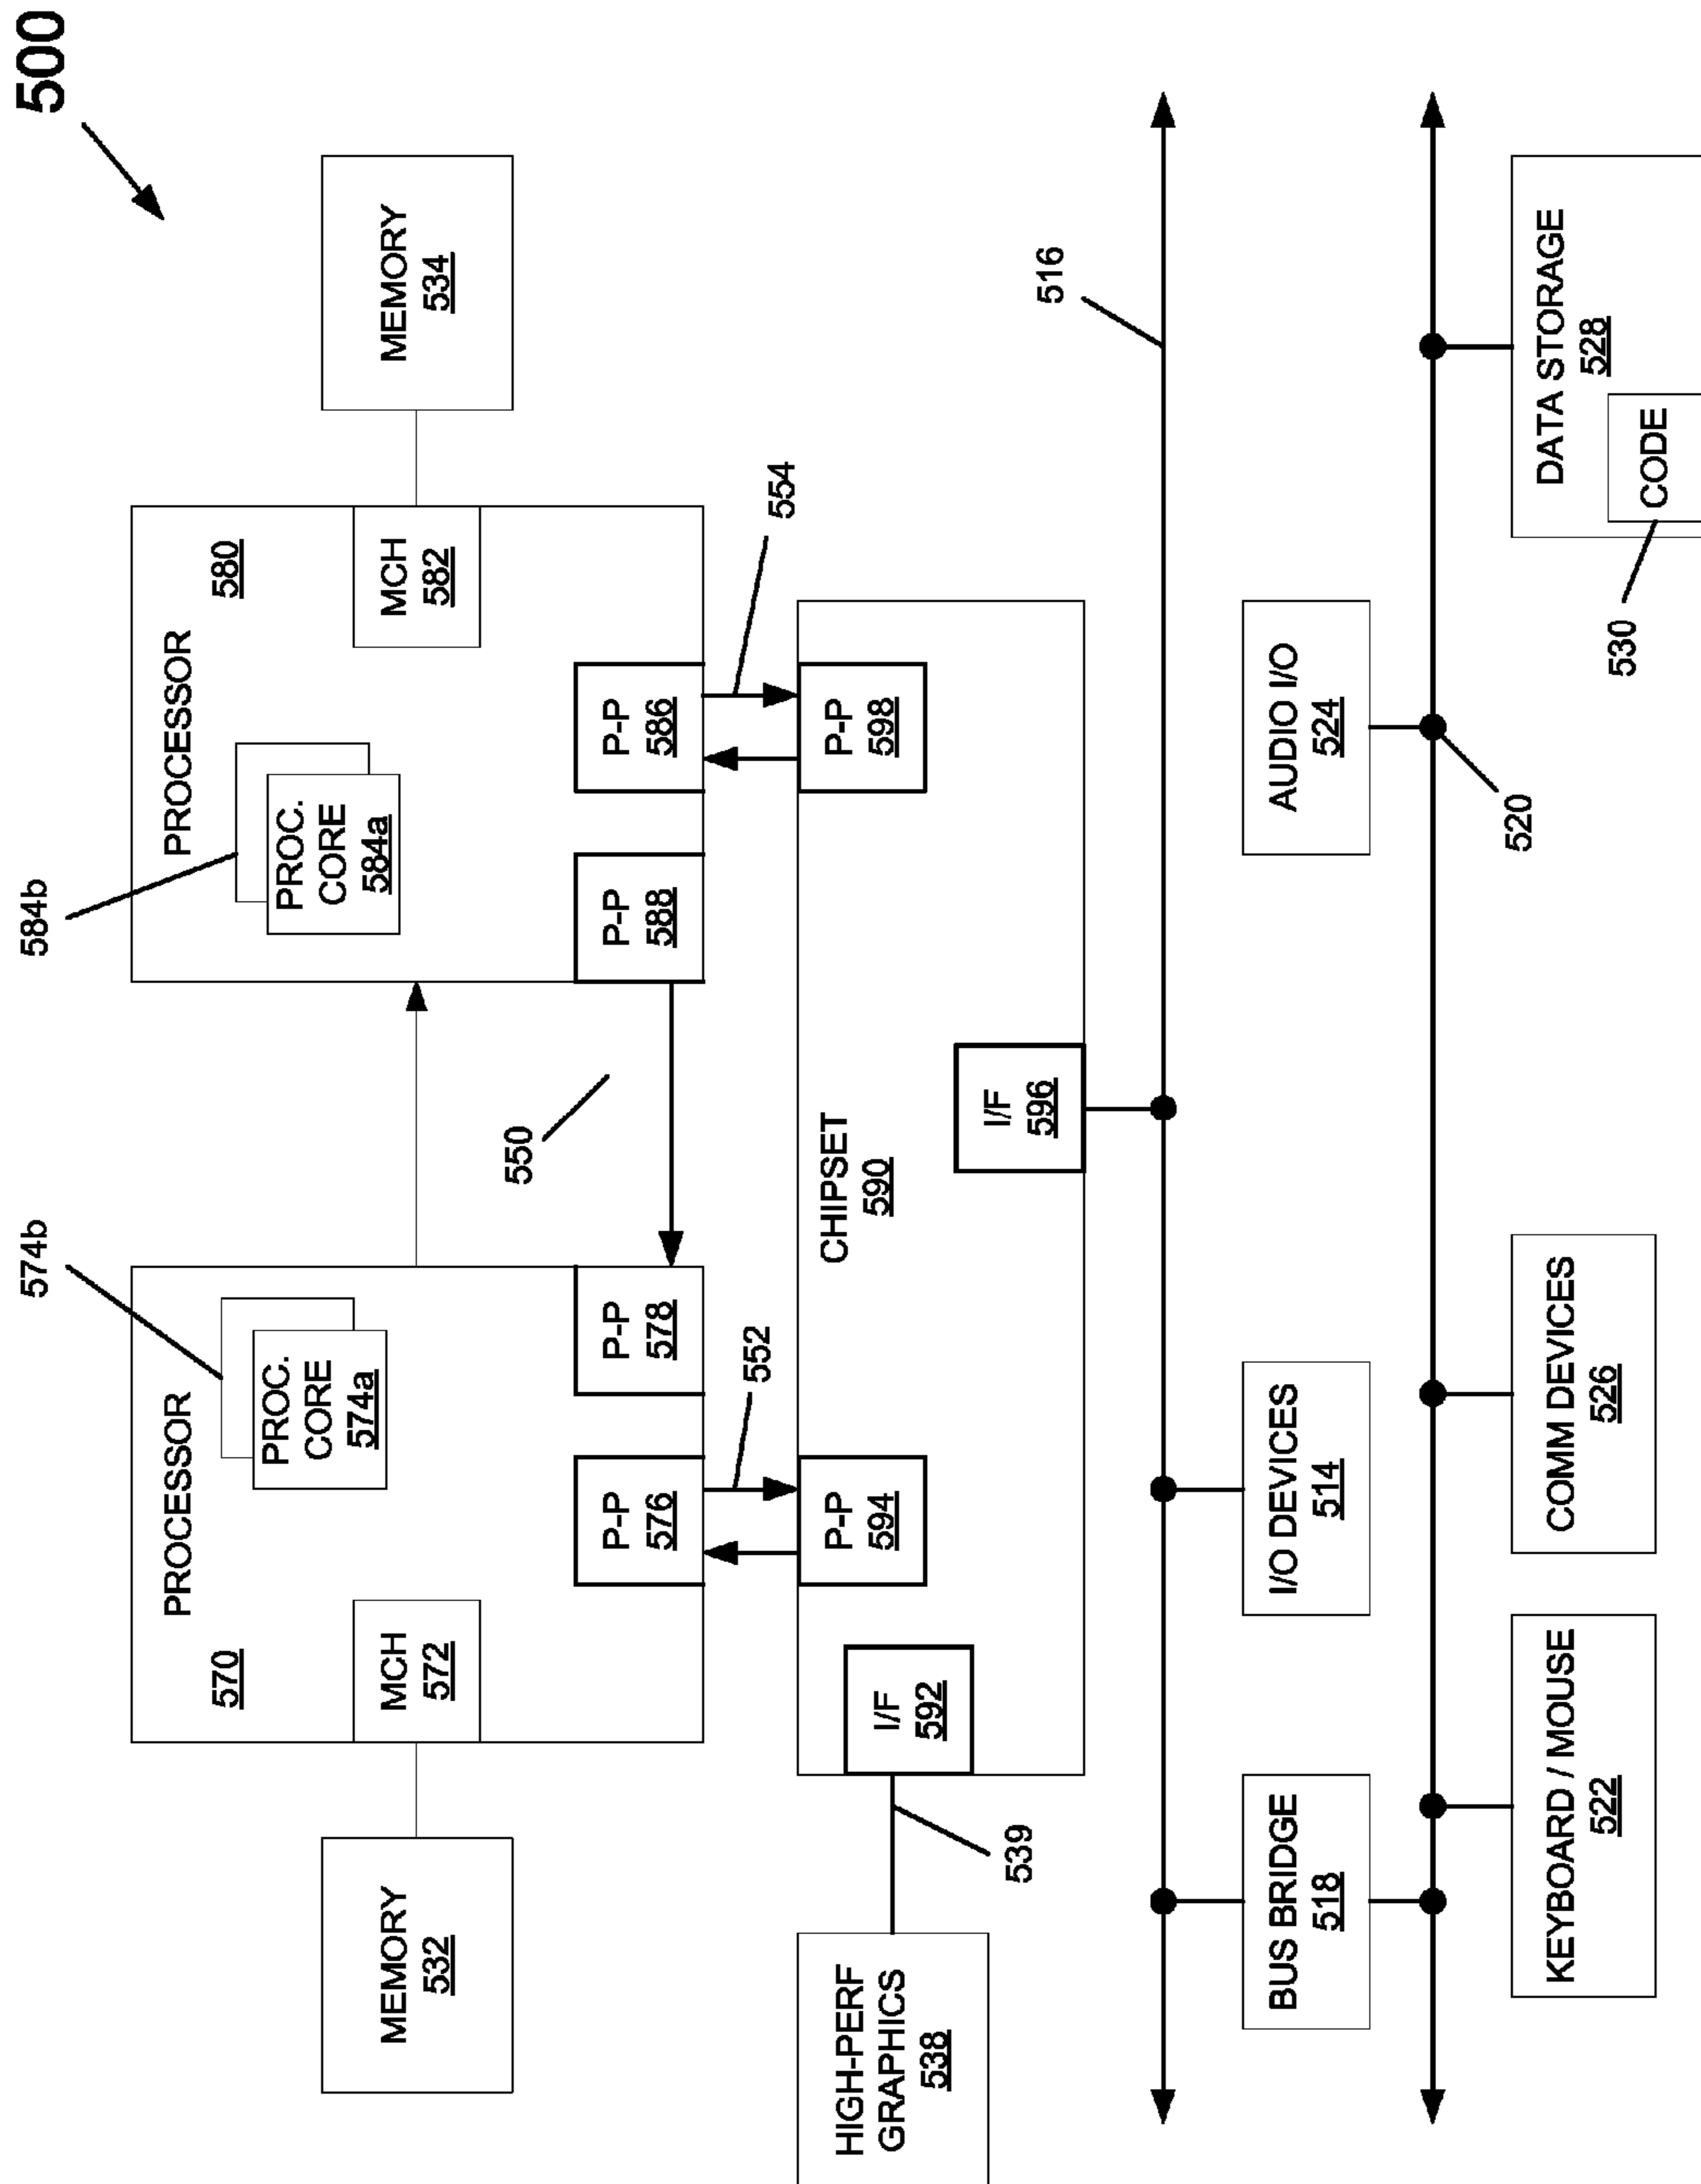 500
574b
584b
PROCESSOR
570
PROC.
CORE
574a
MCH
572
P-P
576
P-P
578
PROCESSOR
580
PROC.
CORE
584a
MCH
582
P-P
588
P-P
586
MEMORY
532
MEMORY
534
550
552
554
HIGH-PERF
GRAPHICS
538
539
I/F
592
P-P
594
P-P
598
CHIPSET
590
I/F
596
516
BUS BRIDGE
518
I/O DEVICES
514
AUDIO I/O
524
520
KEYBOARD / MOUSE
522
COMM DEVICES
526
DATA STORAGE
528
CODE
530